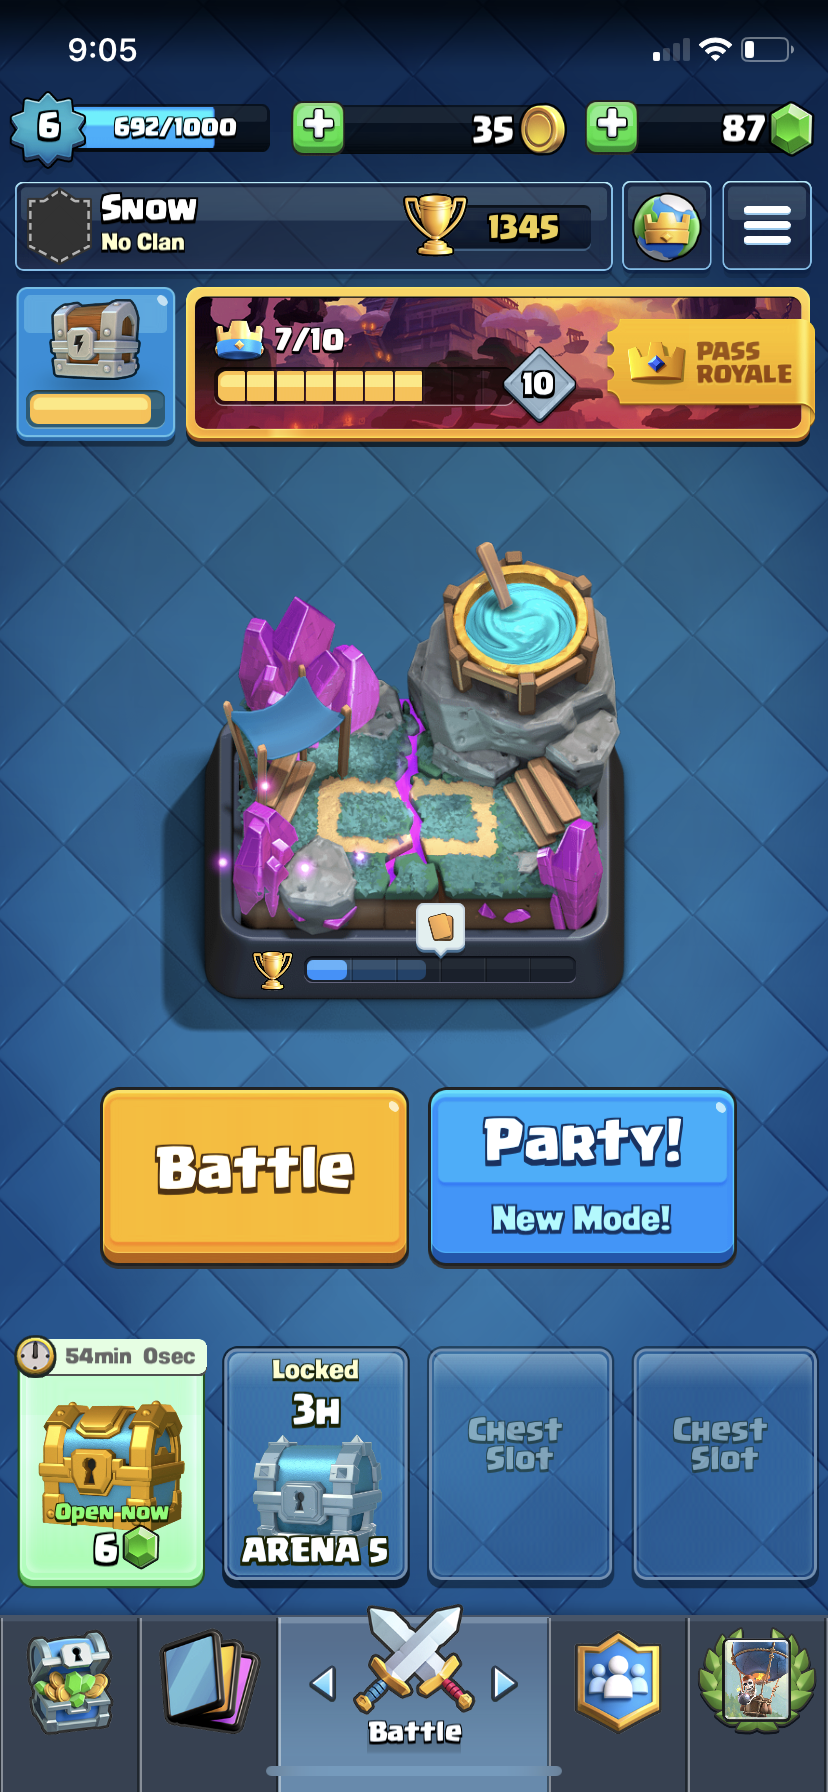 9:05
6
692/1000
35
87
Snow
No Clan
1345
7/10
10
PASS
ROYALE
Battle
Party!
New Mode!
54min 0sec
Open now
6
Locked
3H
ARENA 5
Chest
Slot
Chest
Slot
Battle